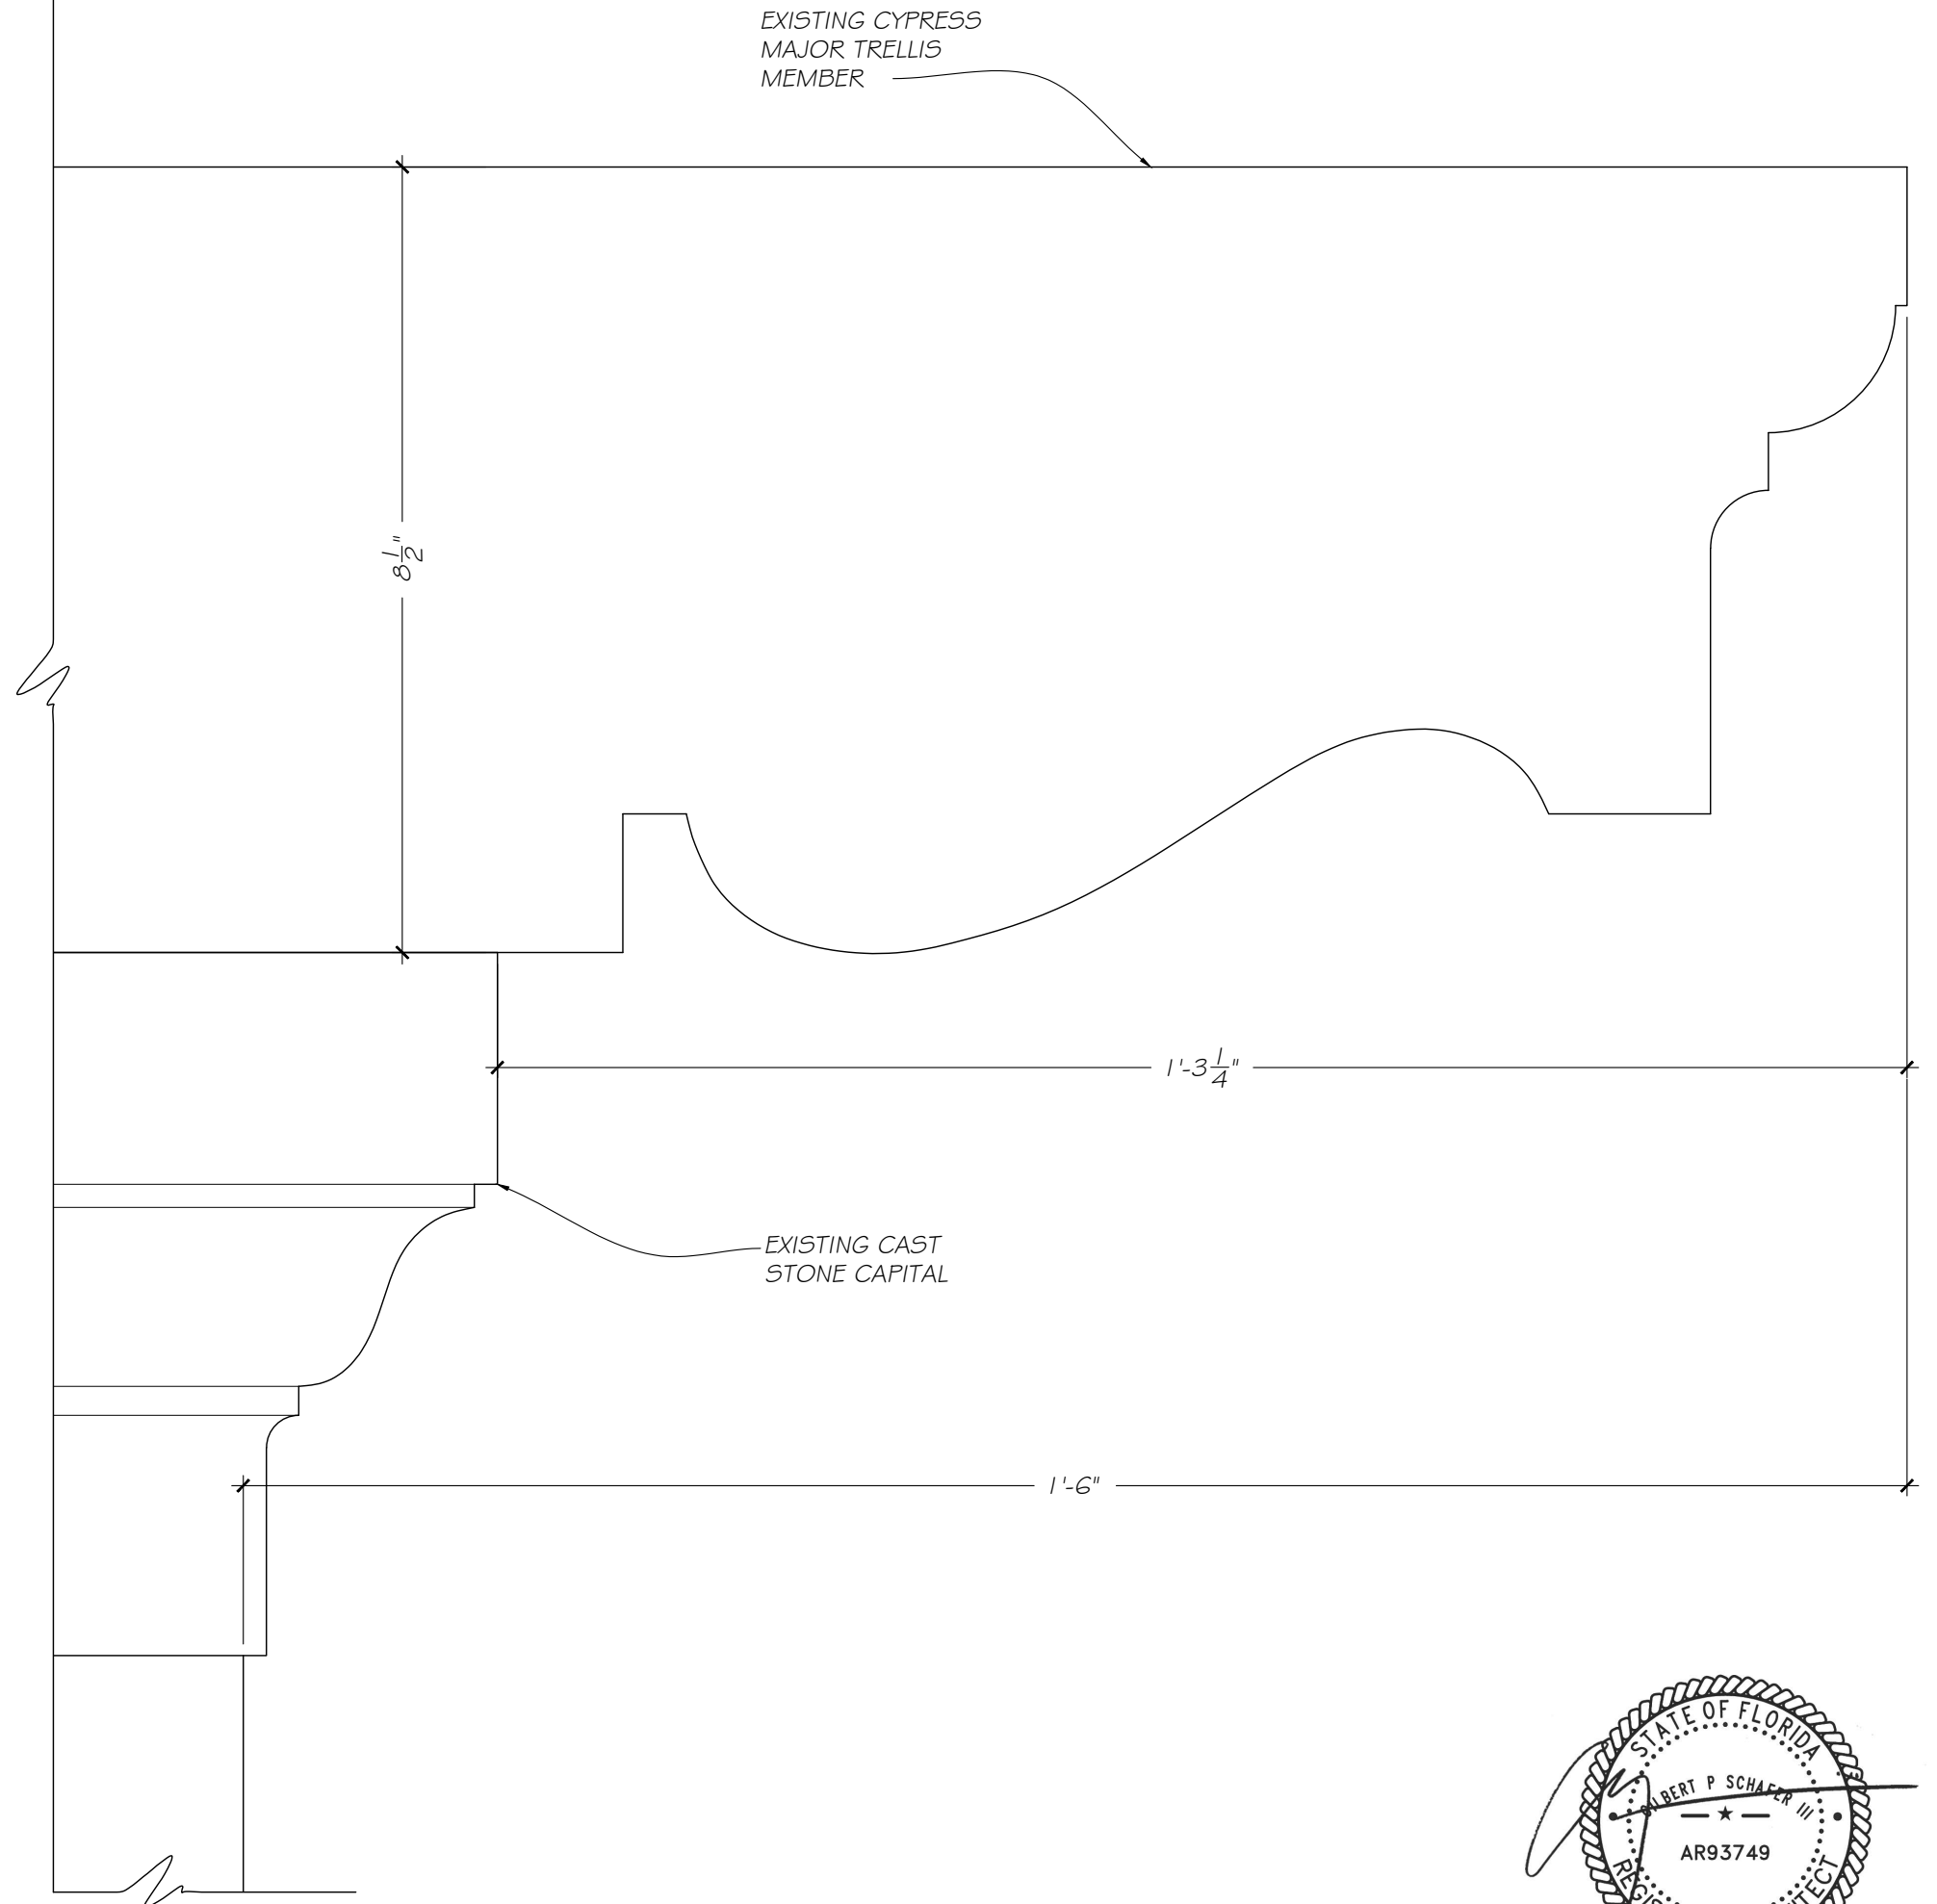 EXISTING CYPRESS
MAJOR TRELLIS
MEMBER
8 1/2"
1'-3 1/4"
EXISTING CAST
STONE CAPITAL
1'-6"
STATE OF FLORIDA
GILBERT P SCHAFER III
AR93749